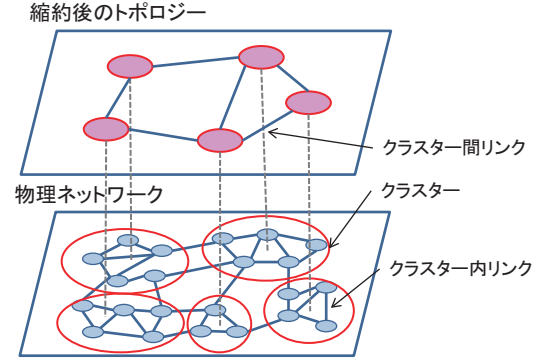 縮約後のトポロジー
クラスター間リンク
物理ネットワーク
クラスター
クラスター内リンク